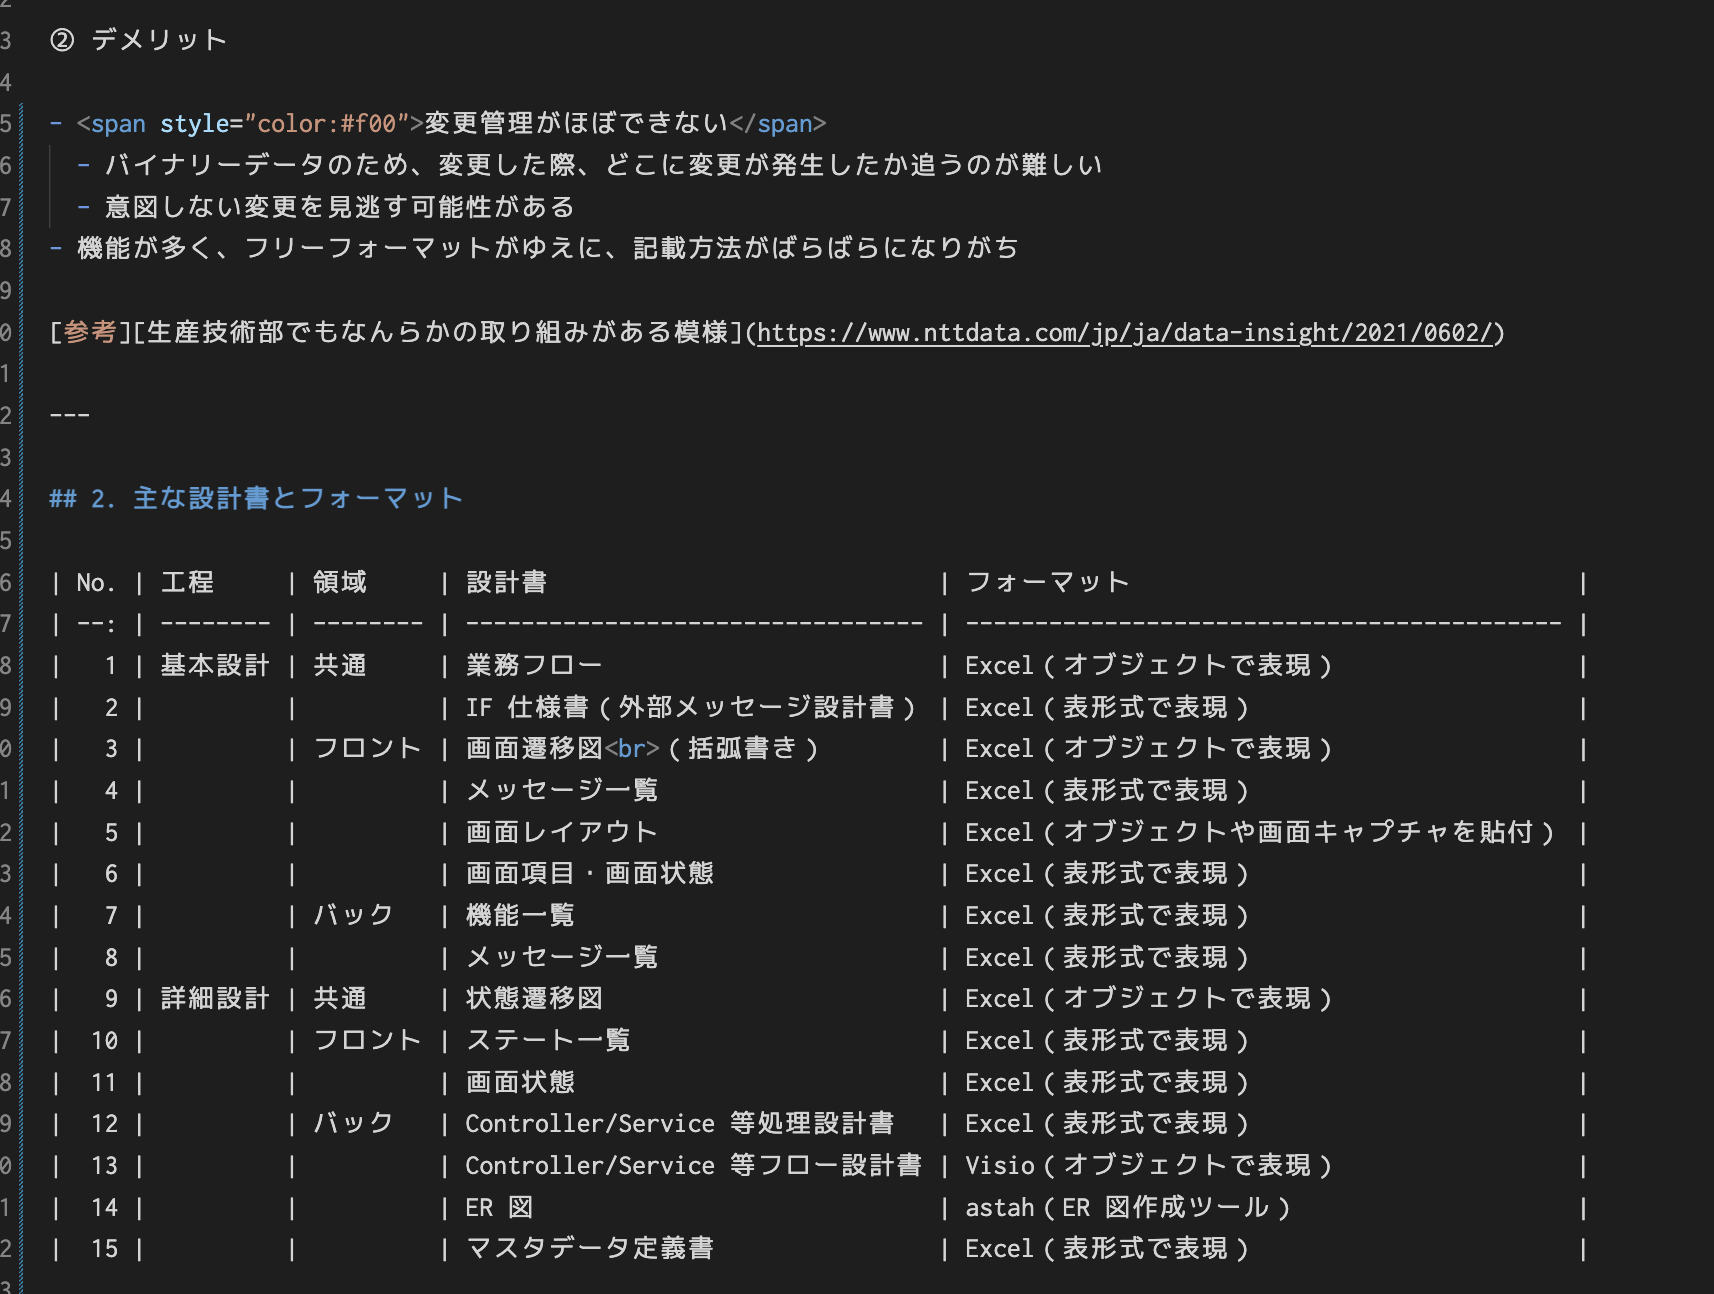 2
3 ② デメリット
4
5 - <span style="color:#f00">変更管理がほぼできない</span>
6 - バイナリーデータのため、変更した際、どこに変更が発生したか追うのが難しい
7 - 意図しない変更を見逃す可能性がある
8 - 機能が多く、フリーフォーマットがゆえに、記載方法がばらばらになりがち
9
0 [参考][生産技術部でもなんらかの取り組みがある模様](https://www.nttdata.com/jp/ja/data-insight/2021/0602/)
1
2 ---
3
4 ## 2. 主な設計書とフォーマット
5
6 | No. | 工程 | 領域 | 設計書 | フォーマット |
7 | --: | -------- | -------- | --------------------------------- | ------------------------------------------- |
8 | 1 | 基本設計 | 共通 | 業務フロー | Excel（オブジェクトで表現） |
9 | 2 | | | IF 仕様書（外部メッセージ設計書） | Excel（表形式で表現） |
0 | 3 | | フロント | 画面遷移図<br>（括弧書き） | Excel（オブジェクトで表現） |
1 | 4 | | | メッセージ一覧 | Excel（表形式で表現） |
2 | 5 | | | 画面レイアウト | Excel（オブジェクトや画面キャプチャを貼付） |
3 | 6 | | | 画面項目・画面状態 | Excel（表形式で表現） |
4 | 7 | | バック | 機能一覧 | Excel（表形式で表現） |
5 | 8 | | | メッセージ一覧 | Excel（表形式で表現） |
6 | 9 | 詳細設計 | 共通 | 状態遷移図 | Excel（オブジェクトで表現） |
7 | 10 | | フロント | ステート一覧 | Excel（表形式で表現） |
8 | 11 | | | 画面状態 | Excel（表形式で表現） |
9 | 12 | | バック | Controller/Service 等処理設計書 | Excel（表形式で表現） |
0 | 13 | | | Controller/Service 等フロー設計書 | Visio（オブジェクトで表現） |
1 | 14 | | | ER 図 | astah（ER 図作成ツール） |
2 | 15 | | | マスタデータ定義書 | Excel（表形式で表現） |
3